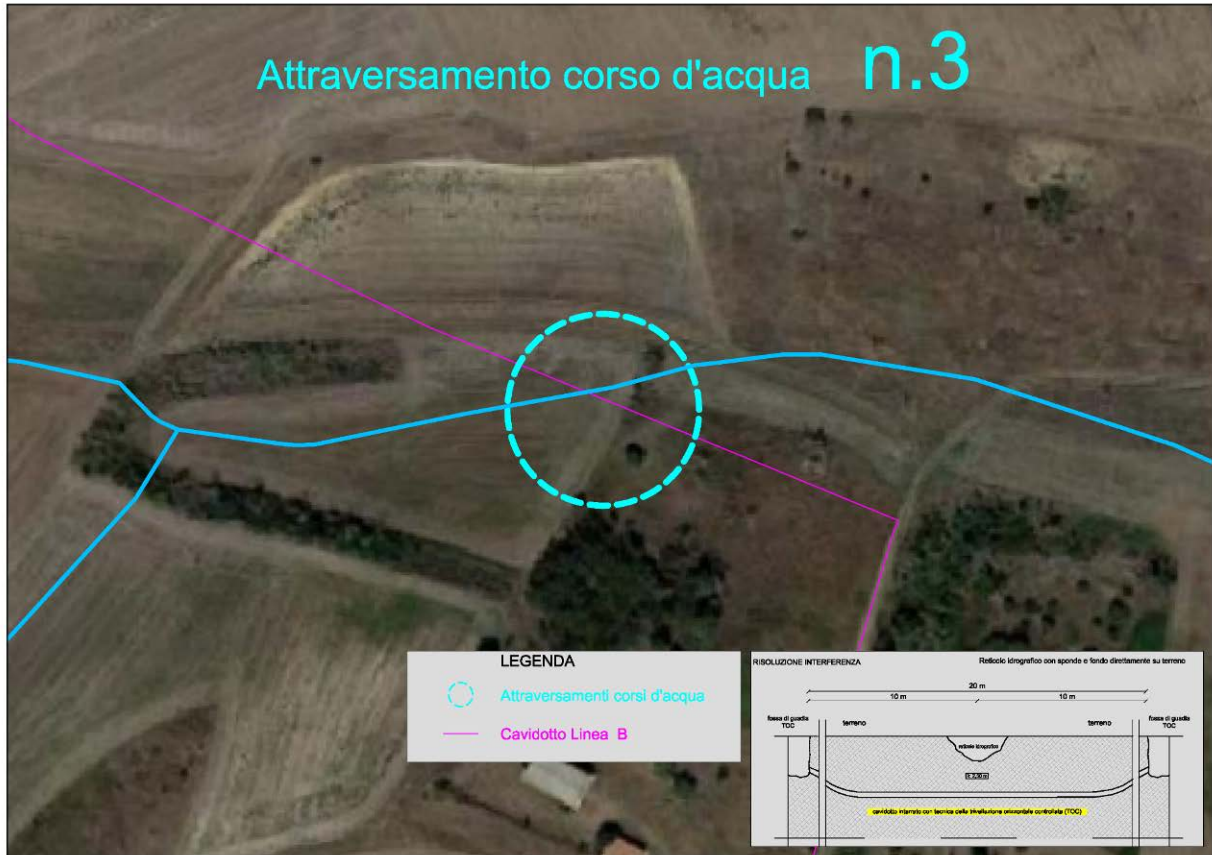 Attraversamento corso d'acqua n.3
LEGENDA
Attraversamenti corsi d'acqua
Cavidotto Linea B
RISOLUZIONE INTERFERENZA
Reticolo idrografico con sponde e fondo direttamente su terreno
20 m
10 m
10 m
fossa di guadia
TOC
terreno
terreno
fossa di guadia
TOC
reticolo idrografico
cavidotto interrato con tecnica della trivellazione orizzontale controllata (TOC)